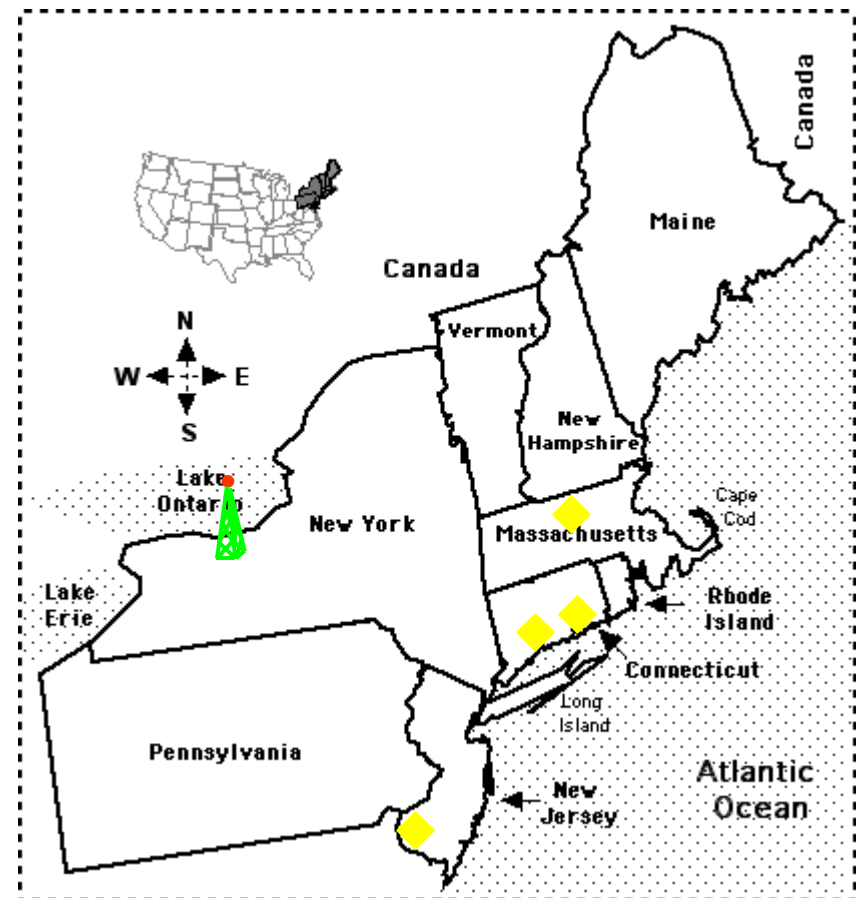 Canada
Maine
Canada
Vermont
N
W
E
S
New
Hampshire
Lake
Ontario
New York
Cape
Cod
Massachusetts
Lake
Erie
Rhode
Island
Connecticut
Long
Island
Pennsylvania
New
Jersey
Atlantic
Ocean